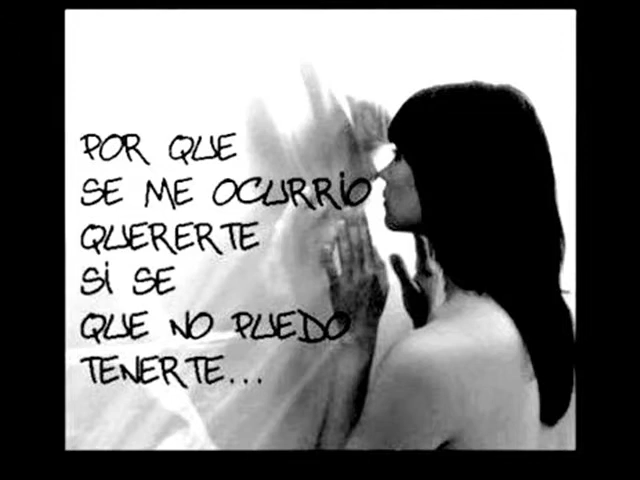 POR QUE
SE ME OCURRIO
QUERERTE
SI SE
QUE NO PUEDO
TENERTE...